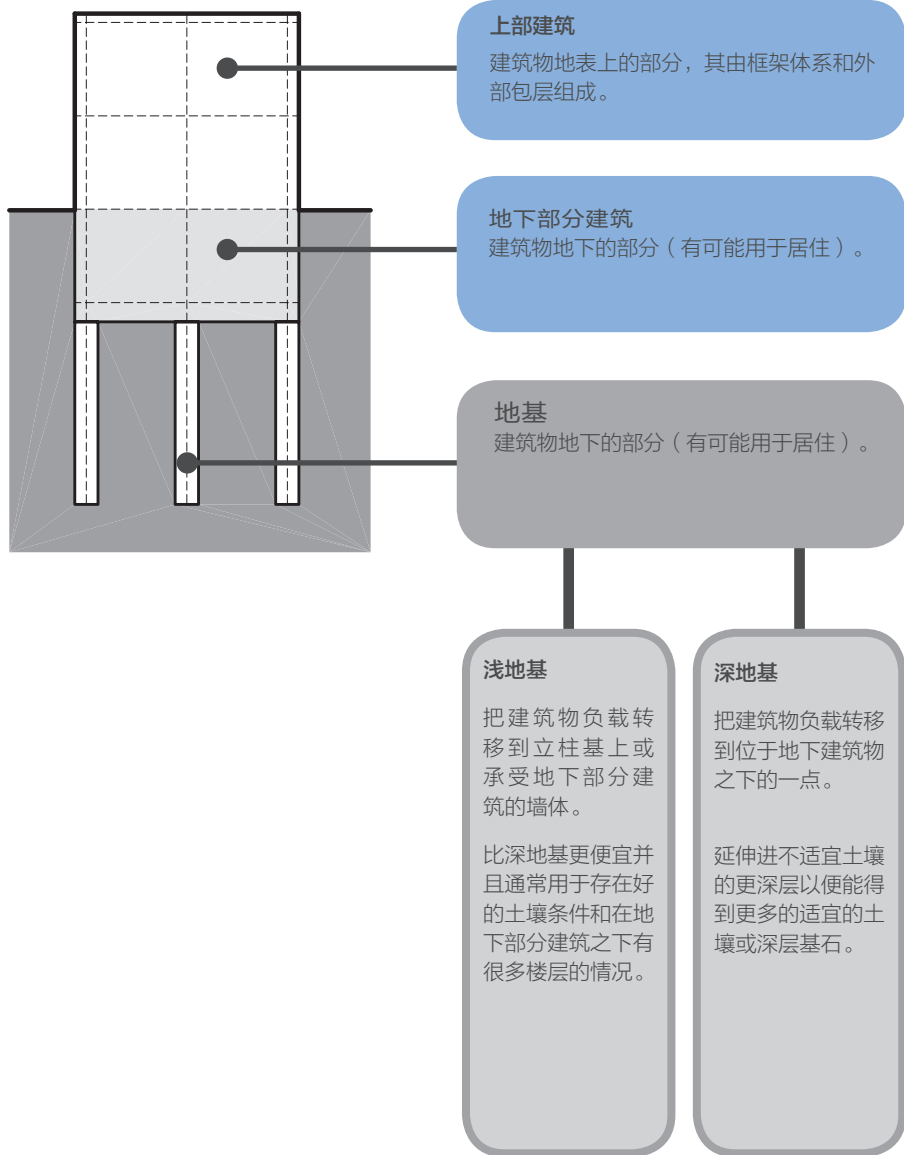 上部建筑
建筑物地表上的部分，其由框架体系和外
部包层组成。
地下部分建筑
建筑物地下的部分（有可能用于居住）。
地基
建筑物地下的部分（有可能用于居住）。
浅地基
把建筑物负载转
移到立柱基上或
承受地下部分建
筑的墙体。
比深地基更便宜并
且通常用于存在好
的土壤条件和在地
下部分建筑之下有
很多楼层的情况。
深地基
把建筑物负载转移
到位于地下建筑物
之下的一点。
延伸进不适宜土壤
的更深层以便能得
到更多的适宜的土
壤或深层基石。